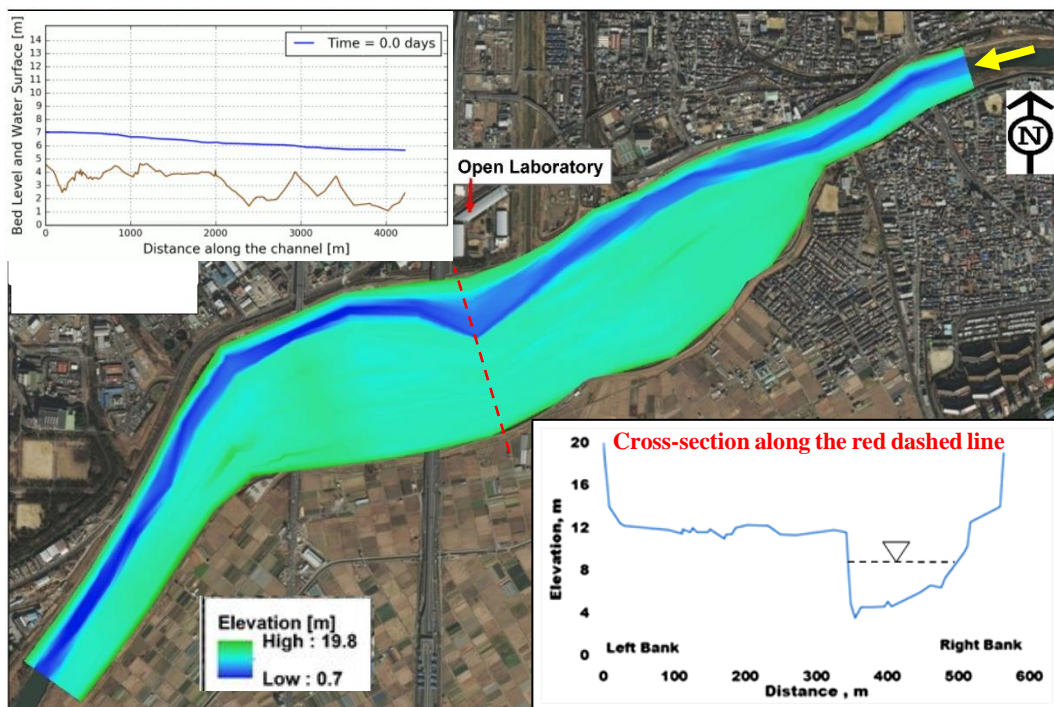 Bed Level and Water Surface [m]
14
13
12
11
10
9
8
7
6
5
4
3
2
1
0
Time = 0.0 days
0
1000
2000
3000
4000
Distance along the channel [m]
Open Laboratory
N
Elevation [m]
High : 19.8
Low : 0.7
Cross-section along the red dashed line
Elevation, m
20
16
12
8
4
0
Left Bank
Right Bank
0
100
200
300
400
500
600
Distance , m